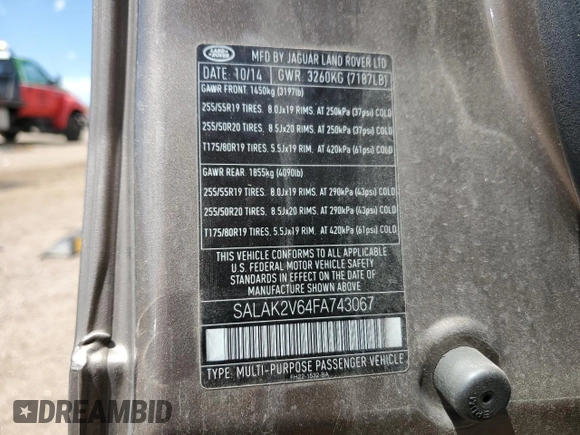 LAND ROVER
MFD BY JAGUAR LAND ROVER LTD
DATE: 10/14 GWR. 3260KG (7187LB)
GAWR FRONT. 1450kg (3197lb)
255/55R19 TIRES, 8.0Jx19 RIMS, AT 250kPa (37psi) COLD
255/50R20 TIRES, 8.5Jx20 RIMS, AT 250kPa (37psi) COLD
T175/80R19 TIRES, 5.5Jx19 RIM, AT 420kPa (61psi) COLD
GAWR REAR. 1855kg (4090lb)
255/55R19 TIRES, 8.0Jx19 RIMS, AT 290kPa (43psi) COLD
255/50R20 TIRES, 8.5Jx20 RIMS, AT 290kPa (43psi) COLD
T175/80R19 TIRES, 5.5Jx19 RIM, AT 420kPa (61psi) COLD
THIS VEHICLE CONFORMS TO ALL APPLICABLE
U.S. FEDERAL MOTOR VEHICLE SAFETY
STANDARDS IN EFFECT ON THE DATE OF
MANUFACTURE SHOWN ABOVE
SALAK2V64FA743067
TYPE: MULTI-PURPOSE PASSENGER VEHICLE
FH22-1532-BA
DREAMBID